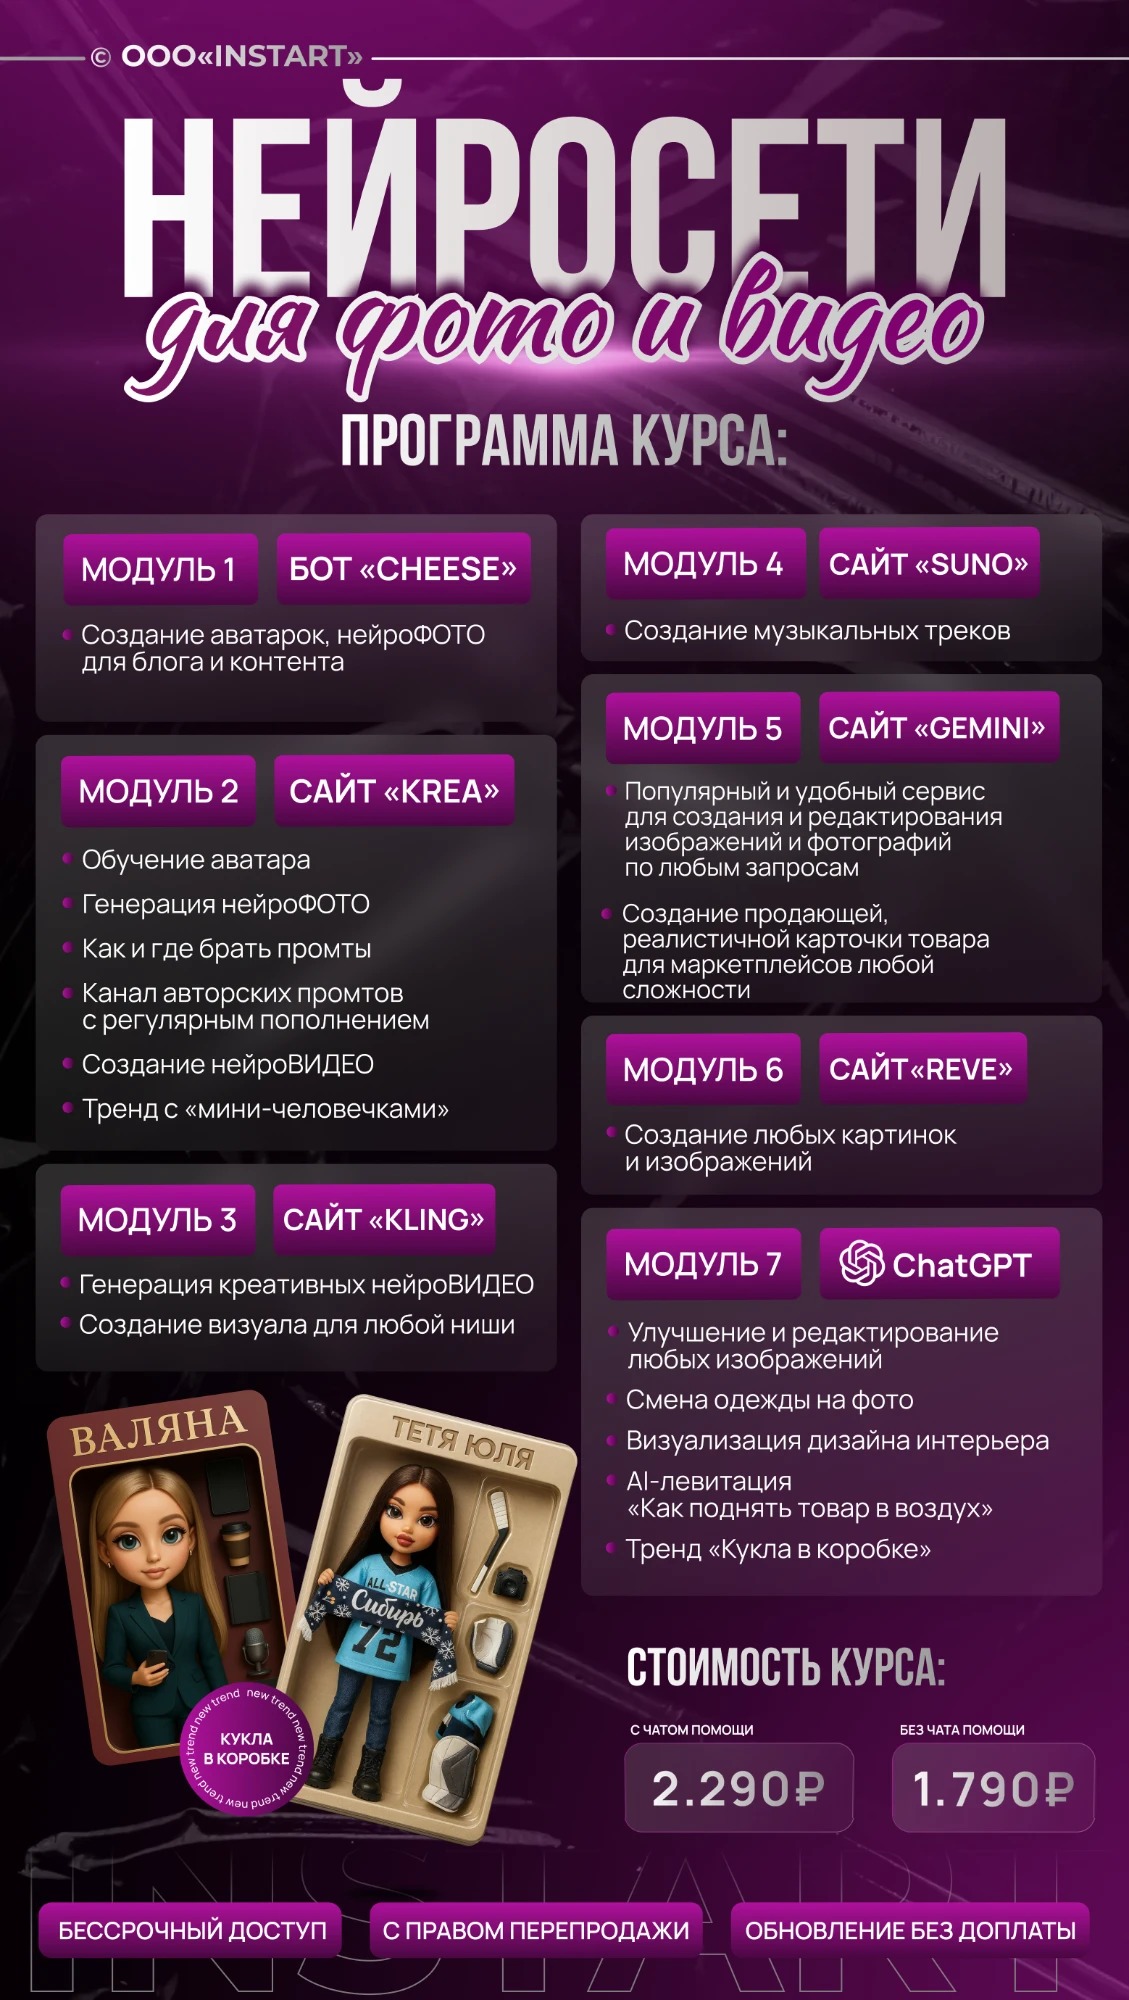 © ООО«INSTART»
НЕЙРОСЕТИ
для фото и видео
ПРОГРАММА КУРСА:
МОДУЛЬ 1
БОТ «CHEESE»
Создание аватарок, нейроФОТО
для блога и контента
МОДУЛЬ 2
САЙТ «KREA»
Обучение аватара
Генерация нейроФОТО
Как и где брать промты
Канал авторских промтов
с регулярным пополнением
Создание нейроВИДЕО
Тренд с «мини-человечками»
МОДУЛЬ 3
САЙТ «KLING»
Генерация креативных нейроВИДЕО
Создание визуала для любой ниши
МОДУЛЬ 4
САЙТ «SUNO»
Создание музыкальных треков
МОДУЛЬ 5
САЙТ «GEMINI»
Популярный и удобный сервис
для создания и редактирования
изображений и фотографий
по любым запросам
Создание продающей,
реалистичной карточки товара
для маркетплейсов любой
сложности
МОДУЛЬ 6
САЙТ«REVE»
Создание любых картинок
и изображений
МОДУЛЬ 7
ChatGPT
Улучшение и редактирование
любых изображений
Смена одежды на фото
Визуализация дизайна интерьера
AI-левитация
«Как поднять товар в воздух»
Тренд «Кукла в коробке»
ВАЛЯНА
ТЕТЯ ЮЛЯ
ALL-STAR
Сибирь
72
new trend new trend new trend new trend new trend new trend
КУКЛА
В КОРОБКЕ
СТОИМОСТЬ КУРСА:
С ЧАТОМ ПОМОЩИ
2.290₽
БЕЗ ЧАТА ПОМОЩИ
1.790₽
INSTART
БЕССРОЧНЫЙ ДОСТУП
С ПРАВОМ ПЕРЕПРОДАЖИ
ОБНОВЛЕНИЕ БЕЗ ДОПЛАТЫ